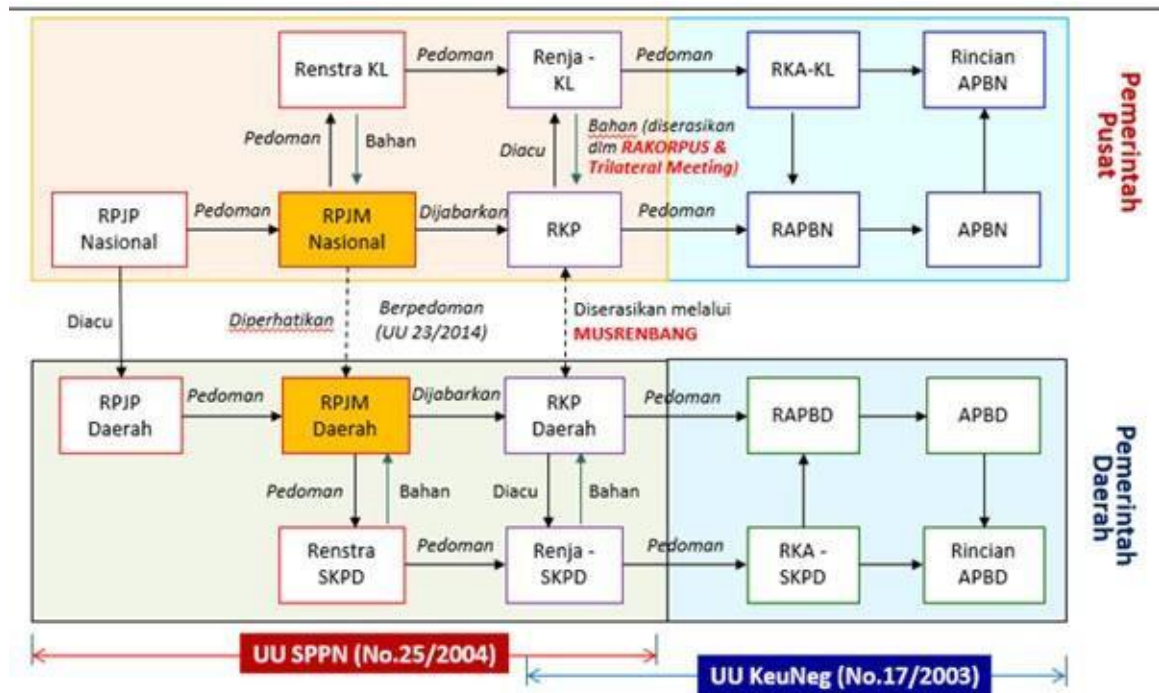 Pedoman
Pedoman
Renstra KL
Renja -
KL
RKA-KL
Rincian
APBN
Pedoman
Bahan
Diacu
Bahan (diserasikan
dlm RAKORPUS &
Trilateral Meeting)
Pemerintah
Pusat
RPJP
Nasional
Pedoman
RPJM
Nasional
Dijabarkan
RKP
Pedoman
RAPBN
APBN
Diacu
Diperhatikan
Berpedoman
(UU 23/2014)
Diserasikan melalui
MUSRENBANG
RPJP
Daerah
Pedoman
RPJM
Daerah
Dijabarkan
RKP
Daerah
Pedoman
RAPBD
APBD
Pemerintah
Daerah
Pedoman
Bahan
Diacu
Bahan
Renstra
SKPD
Pedoman
Renja -
SKPD
Pedoman
RKA -
SKPD
Rincian
APBD
UU SPPN (No.25/2004)
UU KeuNeg (No.17/2003)